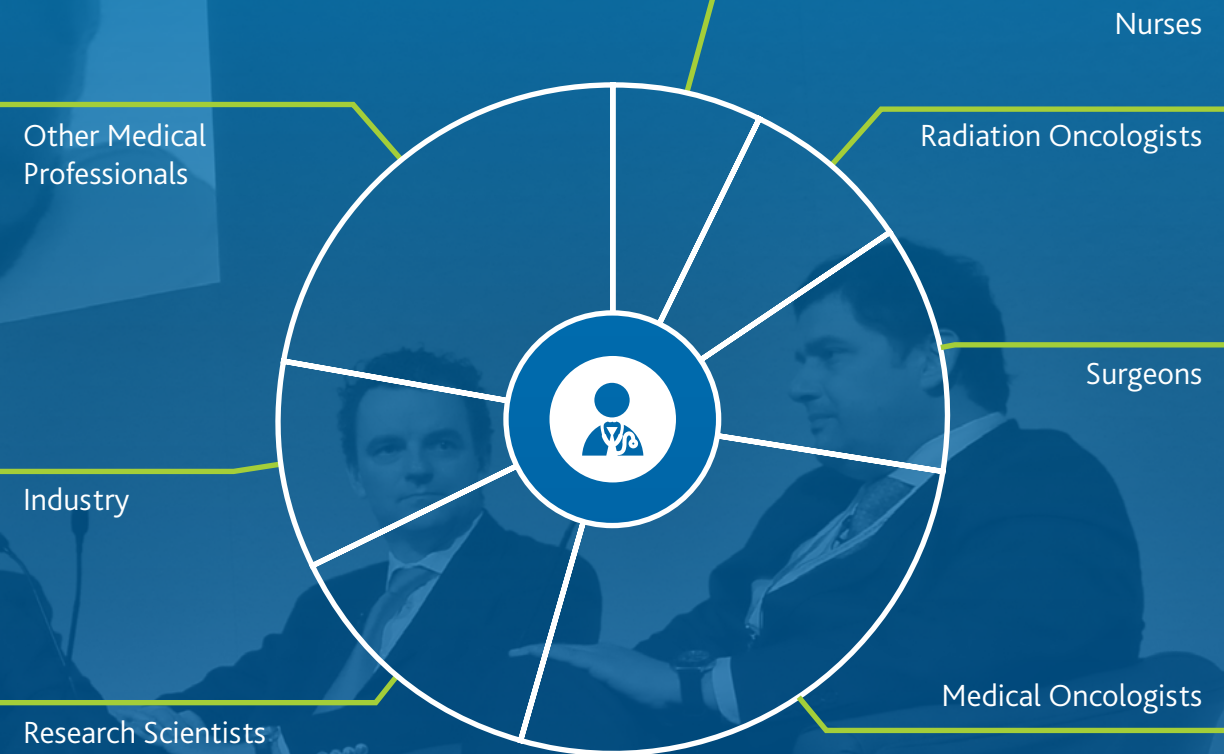 Nurses
Other Medical
Professionals
Radiation Oncologists
Surgeons
Industry
Medical Oncologists
Research Scientists